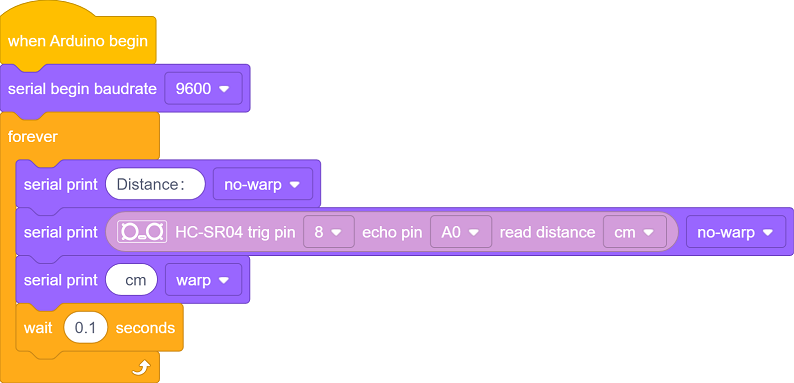 when Arduino begin
serial begin baudrate 9600
forever
serial print Distance： no-warp
serial print HC-SR04 trig pin 8 echo pin A0 read distance cm no-warp
serial print cm warp
wait 0.1 seconds